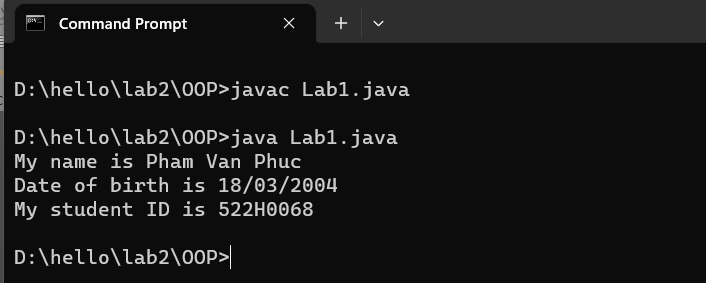 Command Prompt
D:\hello\lab2\OOP>javac Lab1.java
D:\hello\lab2\OOP>java Lab1.java
My name is Pham Van Phuc
Date of birth is 18/03/2004
My student ID is 522H0068
D:\hello\lab2\OOP>